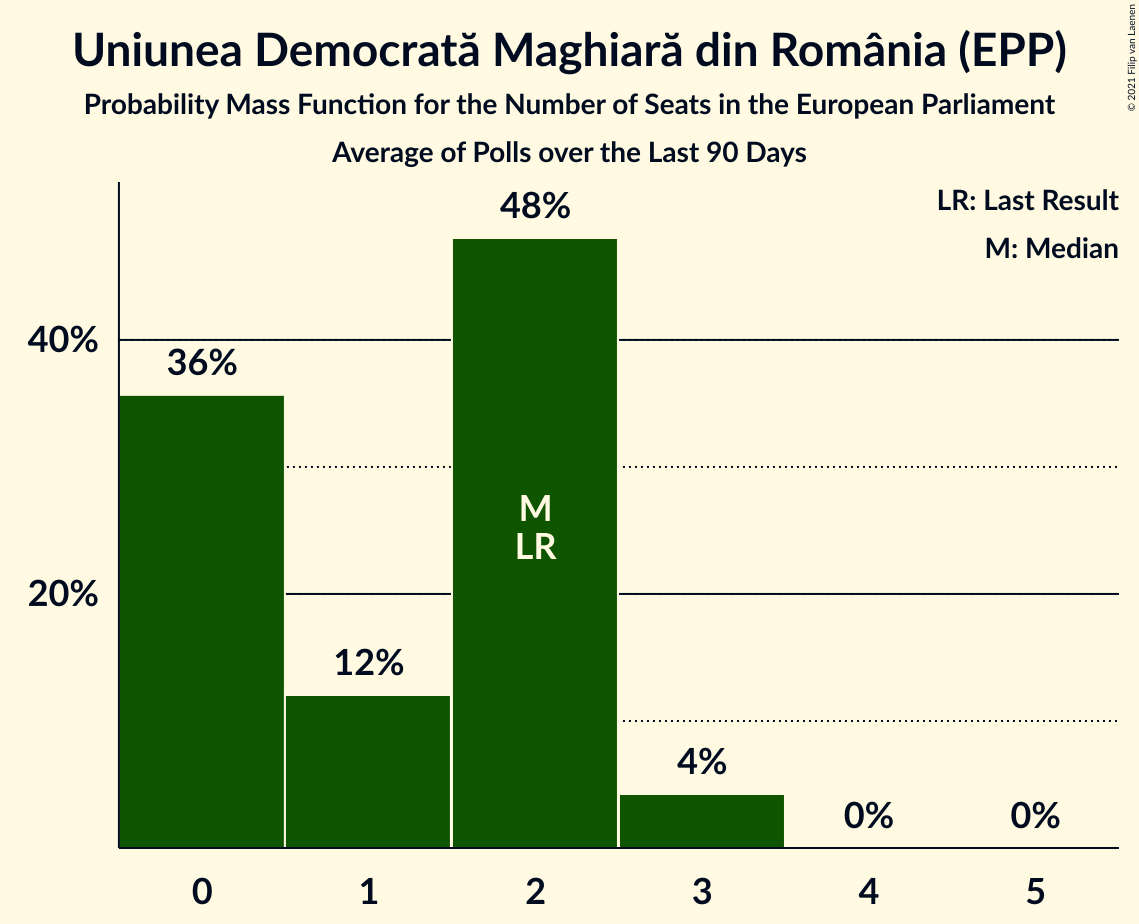 Uniunea Democrată Maghiară din România (EPP)
Probability Mass Function for the Number of Seats in the European Parliament
Average of Polls over the Last 90 Days
© 2021 Filip van Laenen
LR: Last Result
M: Median
48%
40%
36%
M
LR
20%
12%
4%
0%
0%
0
1
2
3
4
5